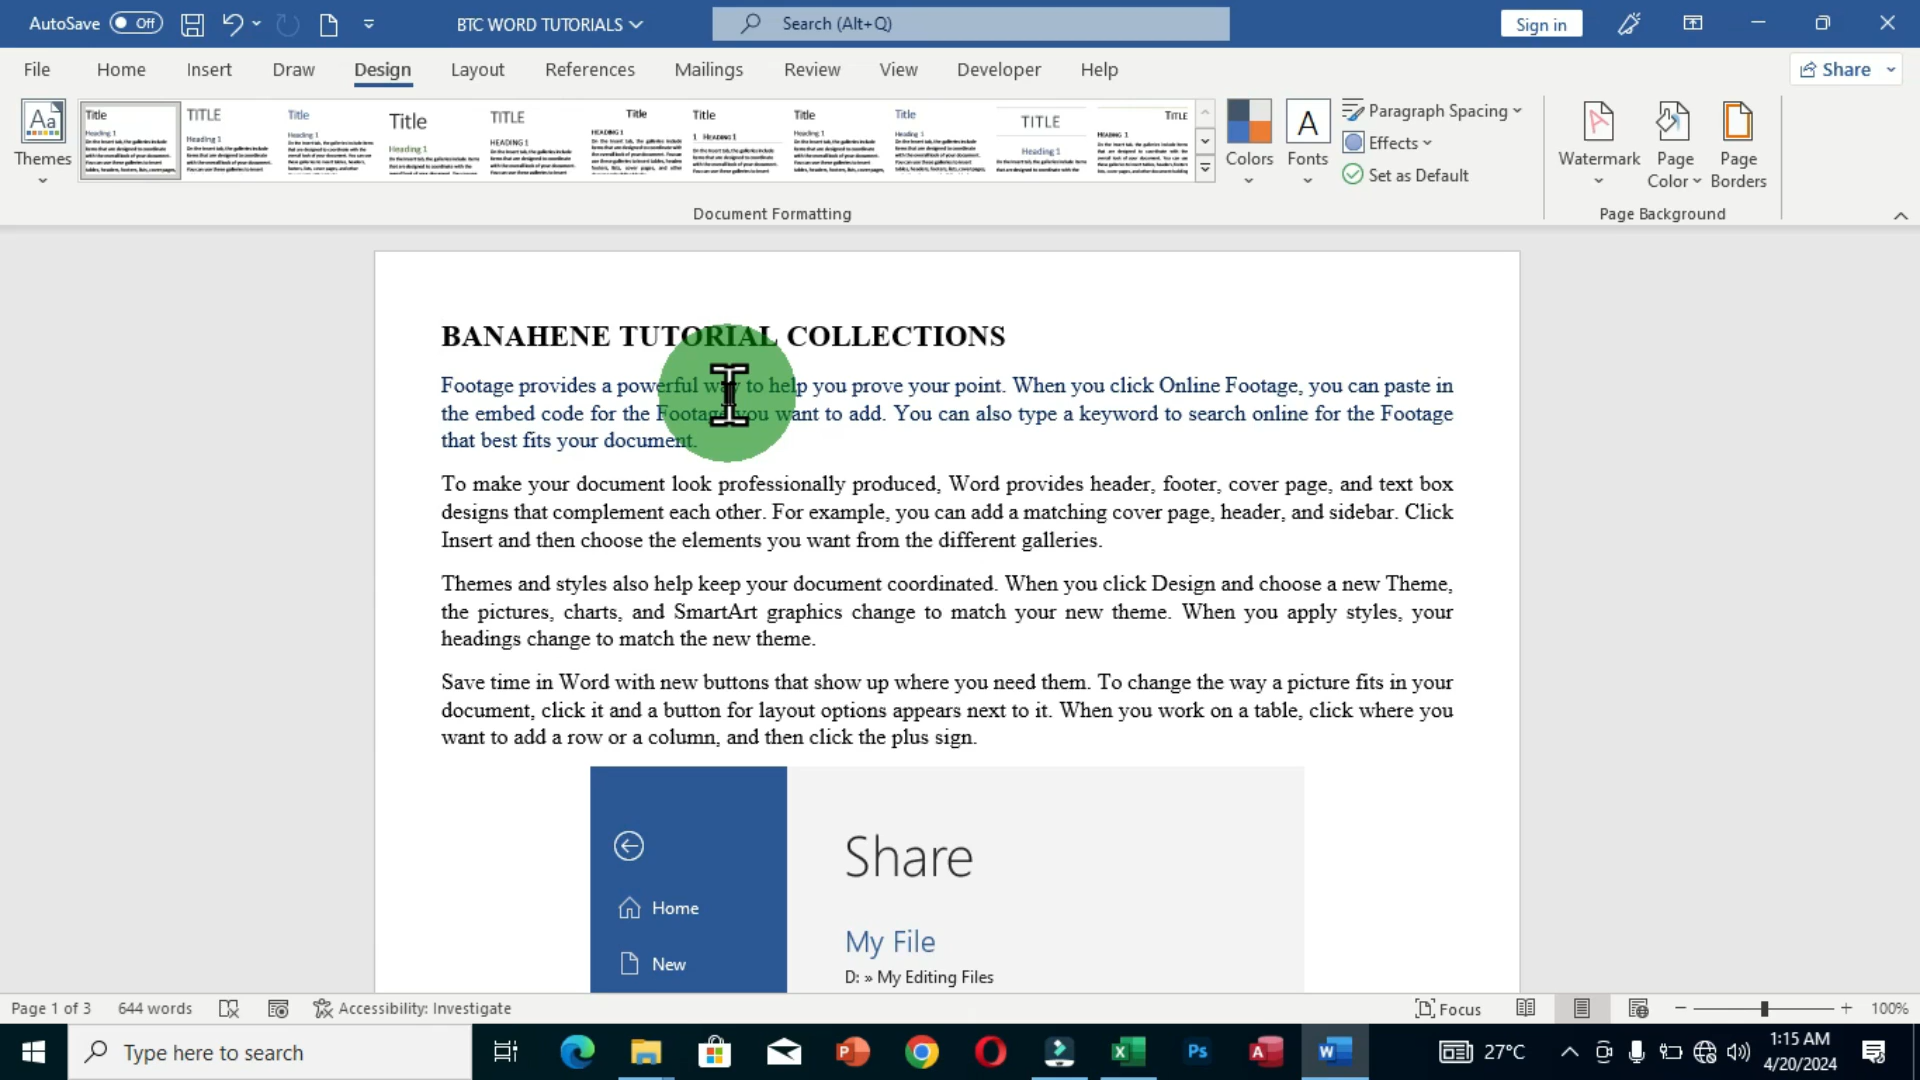 AutoSave Off BTC WORD TUTORIALS Search (Alt+Q) Sign in
File Home Insert Draw Design Layout References Mailings Review View Developer Help Share
Themes Colors Fonts Paragraph Spacing
Effects
Set as Default
Watermark Page Color Page Borders
Document Formatting Page Background
BANAHENE TUTORIAL COLLECTIONS
Footage provides a powerful way to help you prove your point. When you click Online Footage, you can paste in
the embed code for the Footage you want to add. You can also type a keyword to search online for the Footage
that best fits your document.
To make your document look professionally produced, Word provides header, footer, cover page, and text box
designs that complement each other. For example, you can add a matching cover page, header, and sidebar. Click
Insert and then choose the elements you want from the different galleries.
Themes and styles also help keep your document coordinated. When you click Design and choose a new Theme,
the pictures, charts, and SmartArt graphics change to match your new theme. When you apply styles, your
headings change to match the new theme.
Save time in Word with new buttons that show up where you need them. To change the way a picture fits in your
document, click it and a button for layout options appears next to it. When you work on a table, click where you
want to add a row or a column, and then click the plus sign.
Share
Home
My File
New
D: » My Editing Files
Page 1 of 3 644 words Accessibility: Investigate Focus 100%
Type here to search 27°C 1:15 AM
4/20/2024